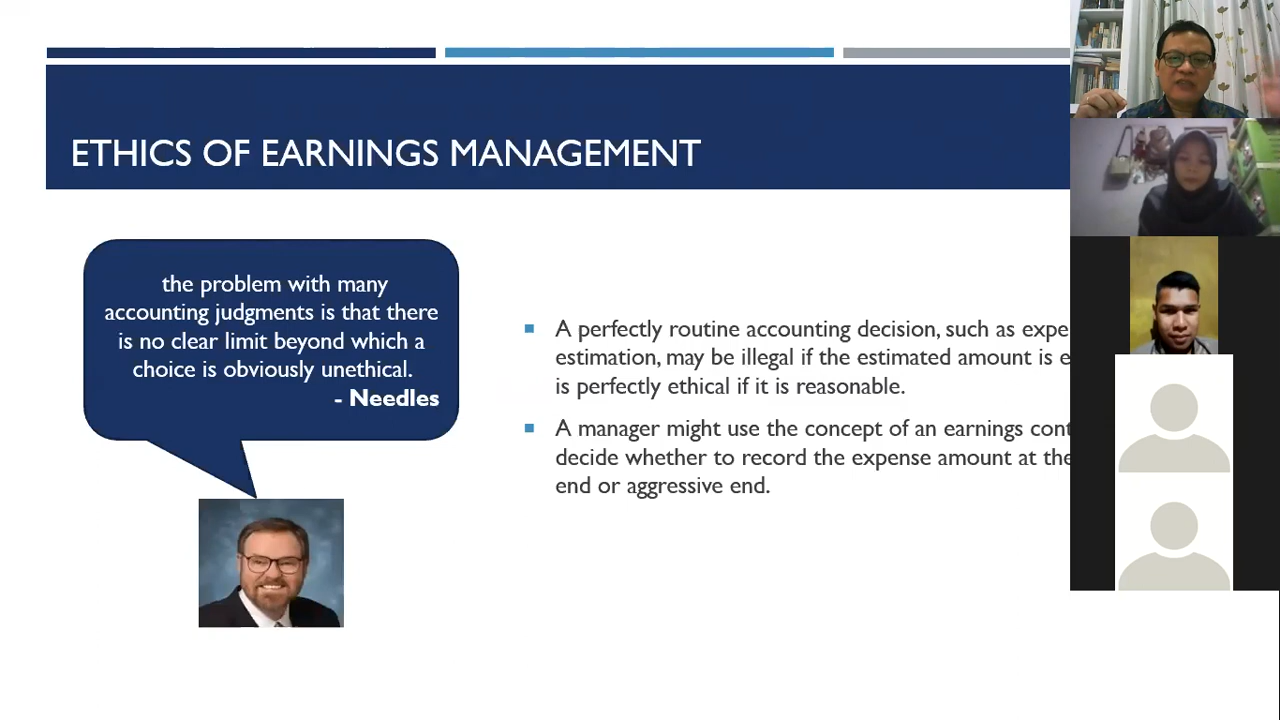 ETHICS OF EARNINGS MANAGEMENT
the problem with many
accounting judgments is that there
is no clear limit beyond which a
choice is obviously unethical.
- Needles
A perfectly routine accounting decision, such as
estimation, may be illegal if the estimated amount is
is perfectly ethical if it is reasonable.
A manager might use the concept of an earnings
decide whether to record the expense amount at the
end or aggressive end.